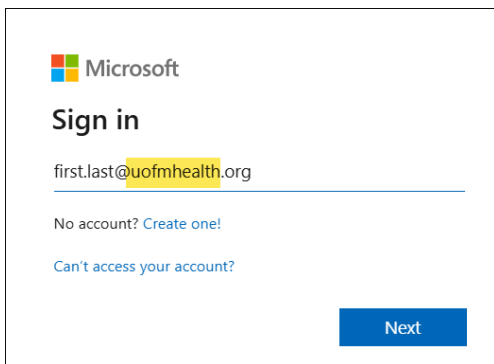 Microsoft
Sign in
first.last@uofmhealth.org
No account? Create one!
Can't access your account?
Next